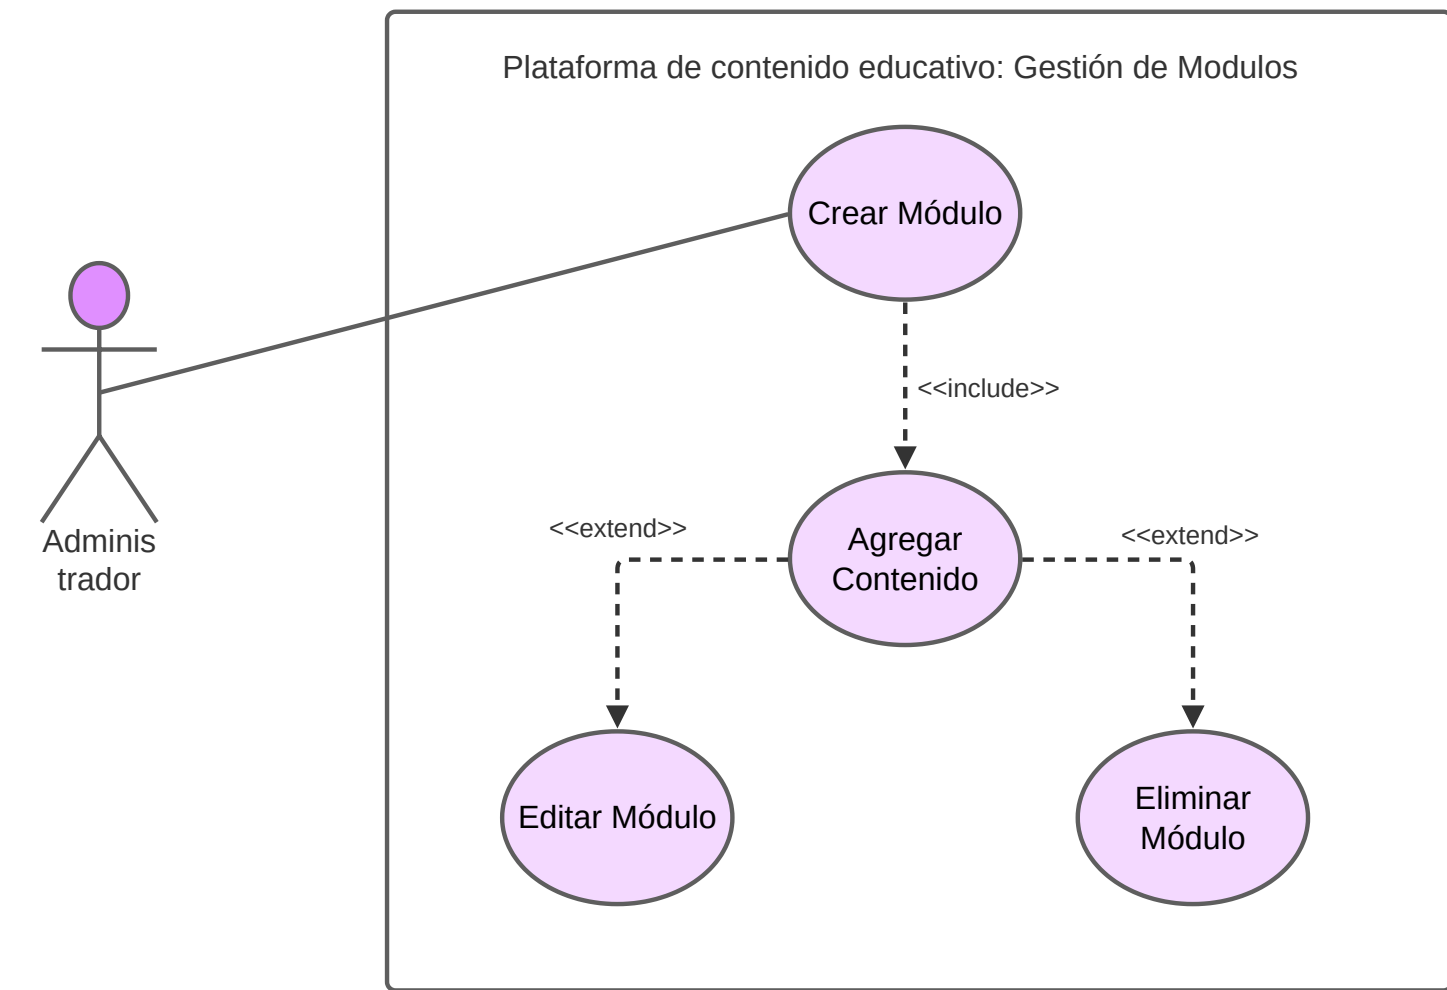 Plataforma de contenido educativo: Gestión de Modulos
Crear Módulo
<<include>>
Adminis
trador
<<extend>>
Agregar
Contenido
<<extend>>
Editar Módulo
Eliminar
Módulo